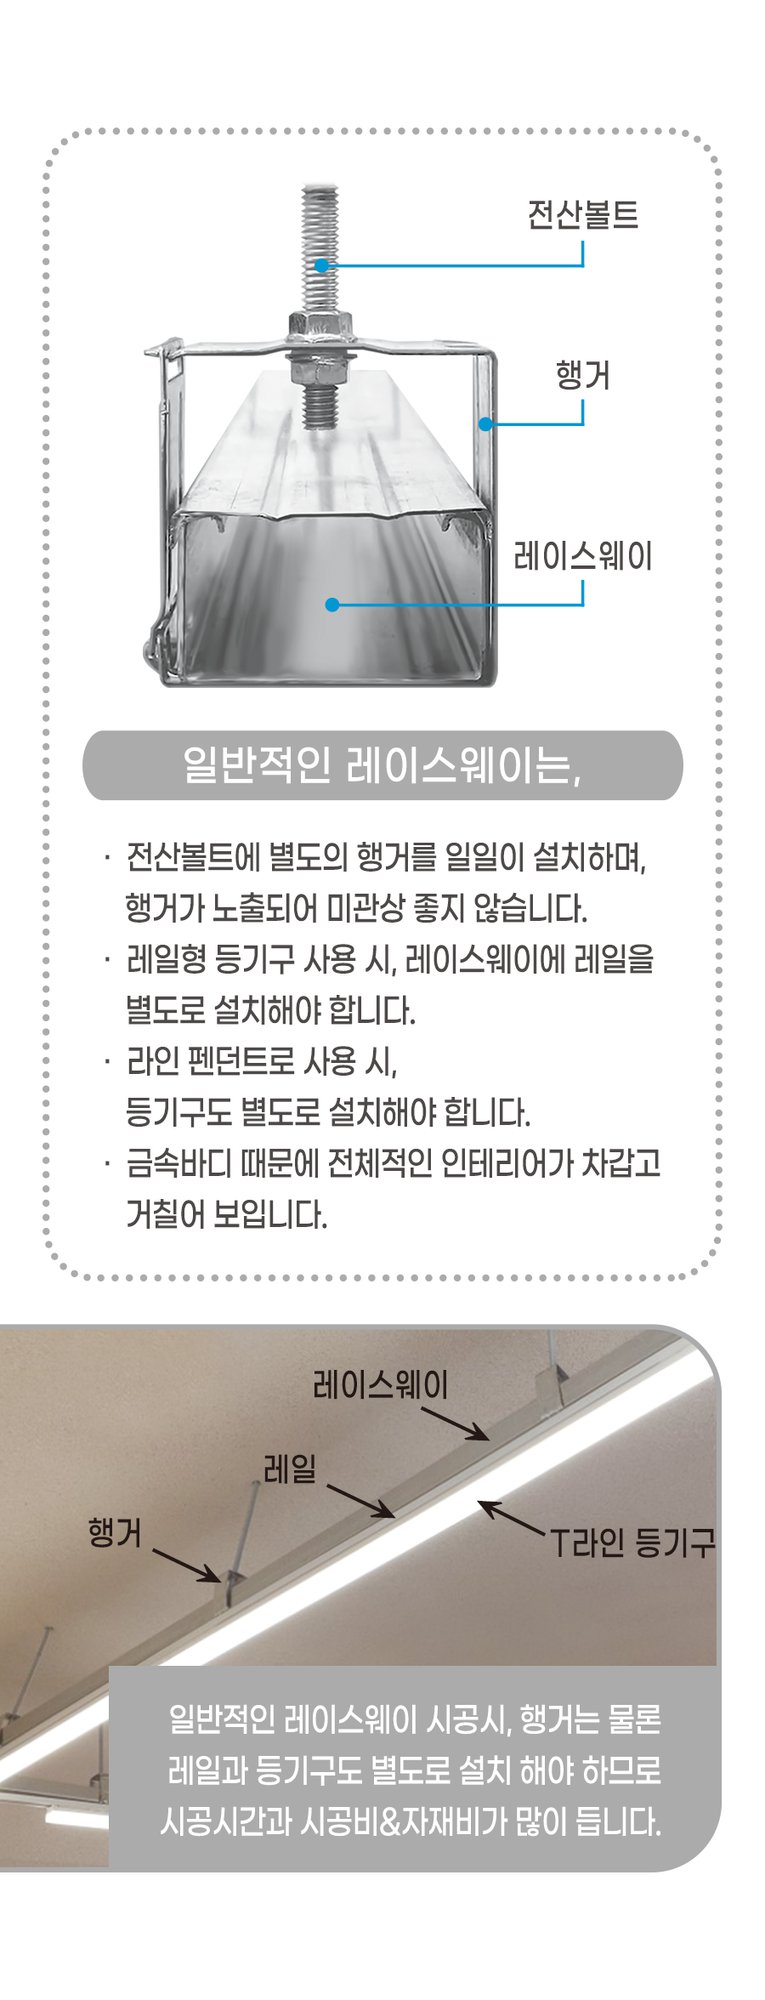 전산볼트
행거
레이스웨이
일반적인 레이스웨이는,
· 전산볼트에 별도의 행거를 일일이 설치하며,
행거가 노출되어 미관상 좋지 않습니다.
· 레일형 등기구 사용 시, 레이스웨이에 레일을
별도로 설치해야 합니다.
· 라인 펜던트로 사용 시,
등기구도 별도로 설치해야 합니다.
· 금속바디 때문에 전체적인 인테리어가 차갑고
거칠어 보입니다.
레이스웨이
레일
행거
T라인 등기구
일반적인 레이스웨이 시공시, 행거는 물론
레일과 등기구도 별도로 설치 해야 하므로
시공시간과 시공비&자재비가 많이 듭니다.